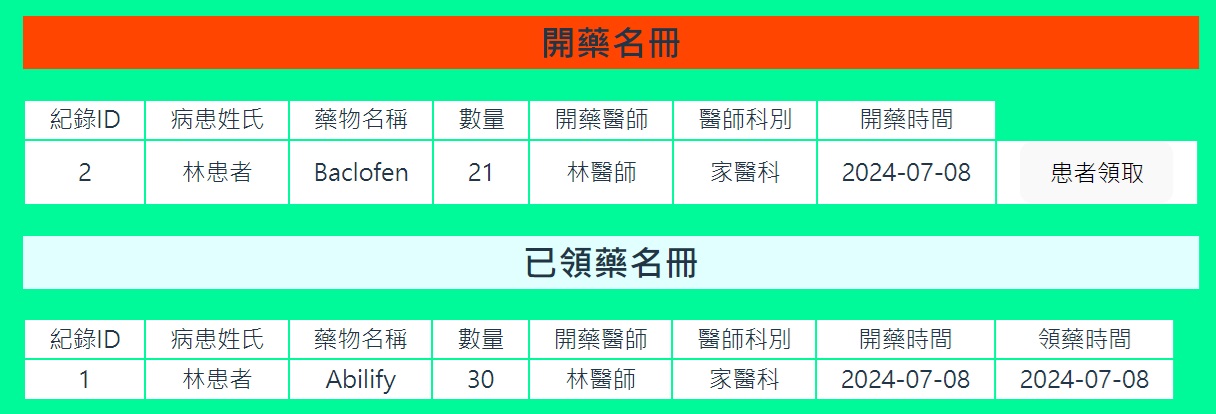 開藥名冊
紀錄ID 病患姓氏 藥物名稱 數量 開藥醫師 醫師科別 開藥時間
2 林患者 Baclofen 21 林醫師 家醫科 2024-07-08 患者領取
已領藥名冊
紀錄ID 病患姓氏 藥物名稱 數量 開藥醫師 醫師科別 開藥時間 領藥時間
1 林患者 Abilify 30 林醫師 家醫科 2024-07-08 2024-07-08